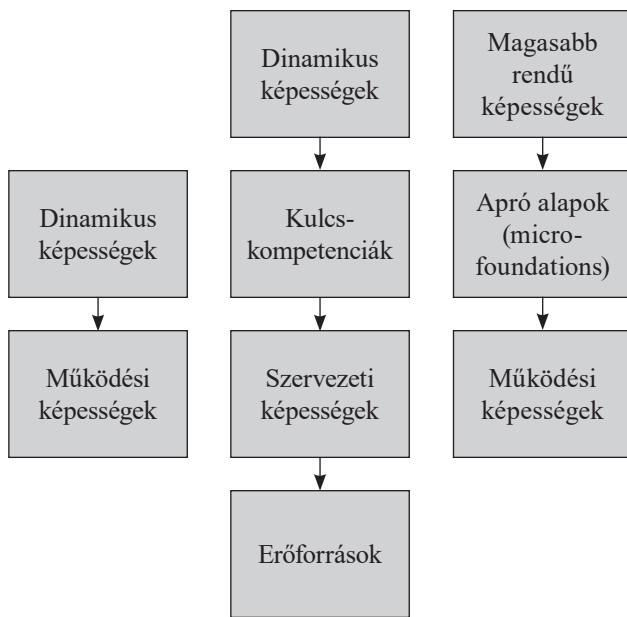 Dinamikus
képességek
Működési
képességek
Dinamikus
képességek
Kulcs-
kompetenciák
Szervezeti
képességek
Erőforrások
Magasabb
rendű
képességek
Apró alapok
(micro-
foundations)
Működési
képességek